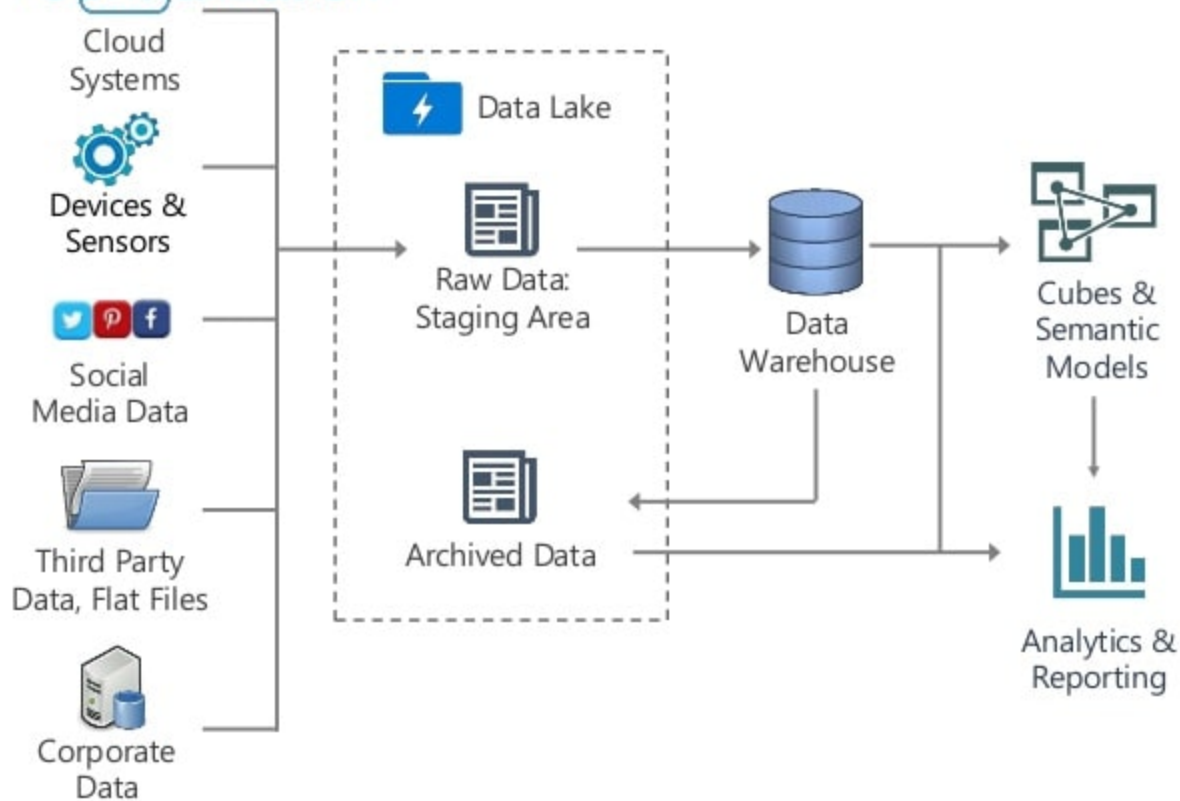 Cloud
Systems
Devices &
Sensors
Social
Media Data
Third Party
Data, Flat Files
Corporate
Data
Data Lake
Raw Data:
Staging Area
Archived Data
Data
Warehouse
Cubes &
Semantic
Models
Analytics &
Reporting